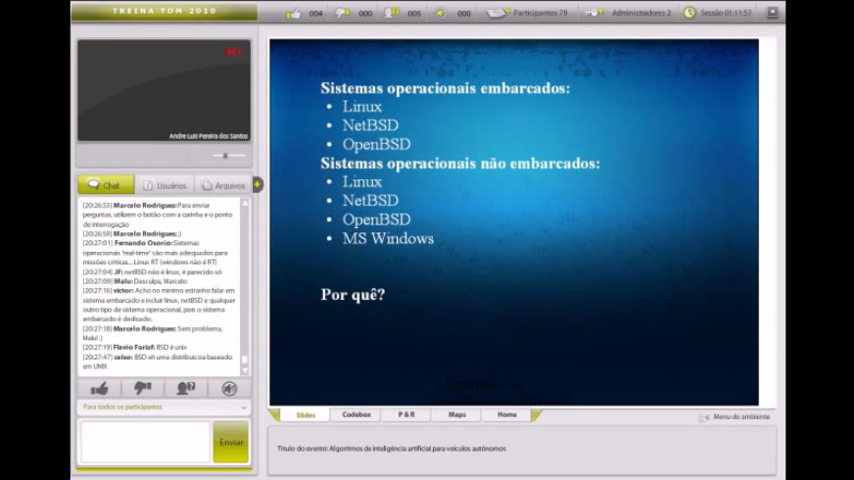 TREINA TOM 2010
004
000
005
000
Participantes 79
Administradores 2
Sessão 01:11:57
Andre Luis Pereira dos Santos
Chat
Usuários
Arquivos
[20:26:53] Marcelo Rodrigues: Para enviar
perguntas, utilizem o botão com a carinha e o ponto
de interrogação
[20:26:59] Marcelo Rodrigues: ;)
[20:27:01] Fernando Osorio: Sistemas
operacionais 'real-time' são mais adequados para
missões críticas... Linux RT (windows não é RT)
[20:27:04] JF: netBSD não é linux, é parecido só
[20:27:09] Malu: Desculpa, Marcelo
[20:27:16] victor: Acho no minimo estranho falar em
sistema embarcado e incluir linux, netBSD e qualquer
outro tipo de sistema operacional, pois o sistema
embarcado é dedicado.
[20:27:18] Marcelo Rodrigues: Sem problema,
Malu! :)
[20:27:19] Flavio Fariaf: BSD é unix
[20:27:47] celso: BSD eh uma distribuicoa baseado
em UNIX
Para todos os participantes
Enviar
Sistemas operacionais embarcados:
• Linux
• NetBSD
• OpenBSD
Sistemas operacionais não embarcados:
• Linux
• NetBSD
• OpenBSD
• MS Windows
Por quê?
Slides
Codebox
P & R
Maps
Home
Menu do ambiente
Titulo do evento: Algoritmos de inteligência artificial para veículos autônomos